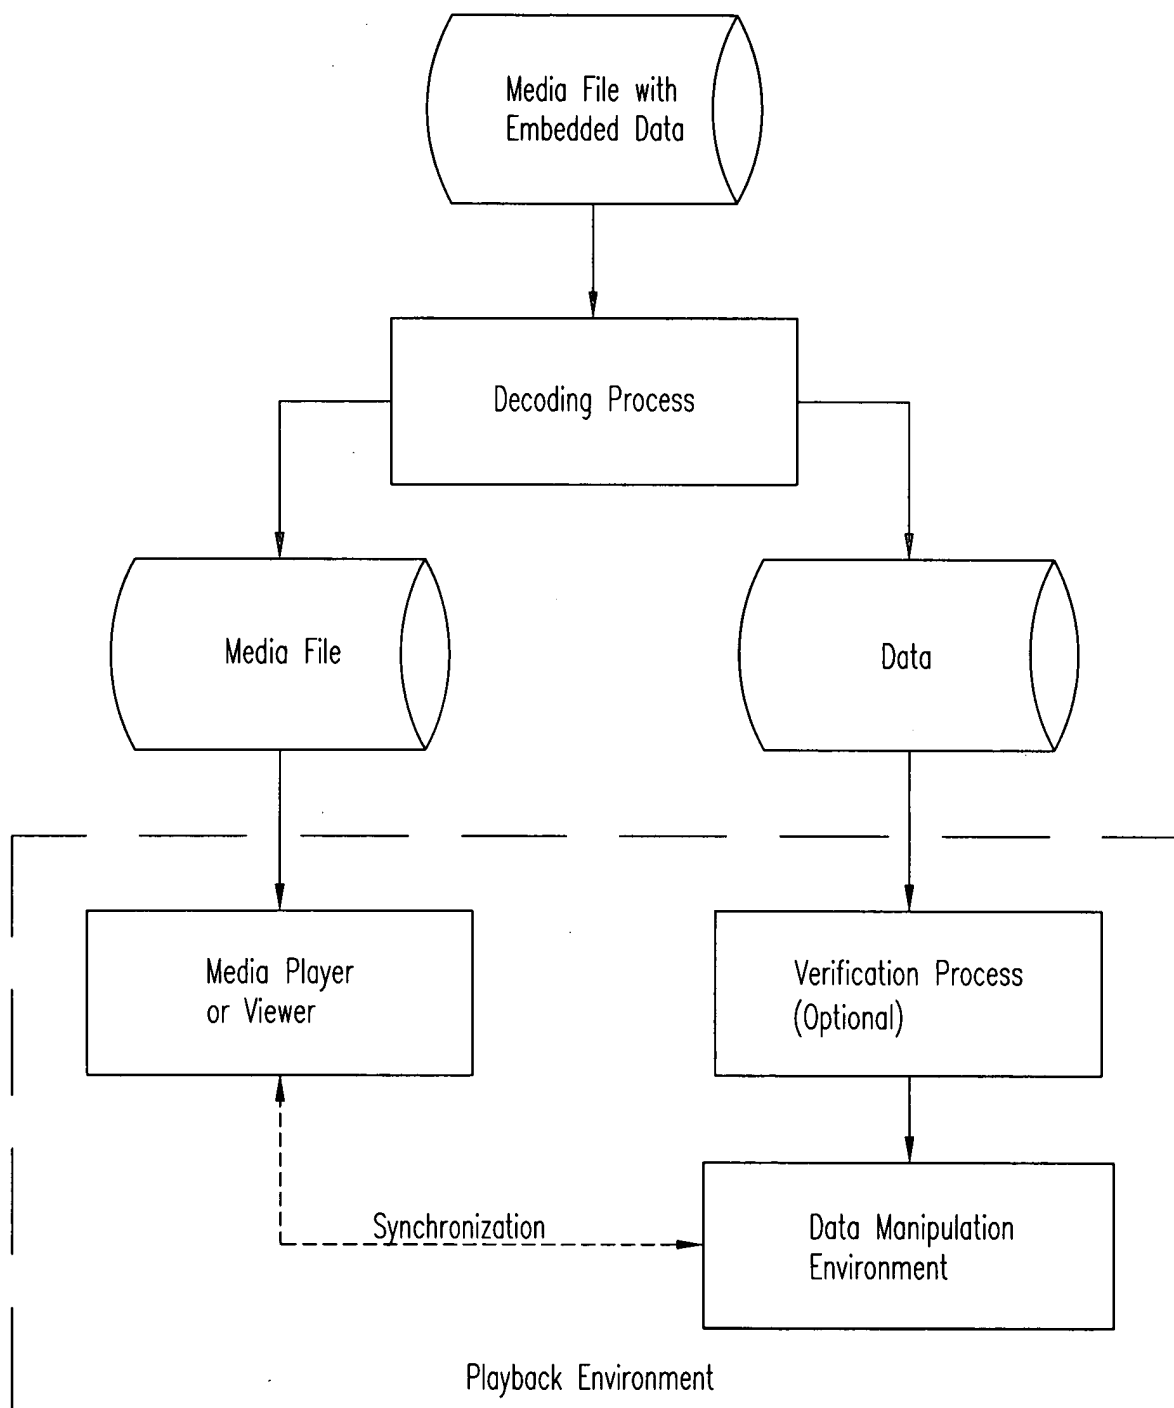 Media File with
Embedded Data
Decoding Process
Media File
Data
Media Player
or Viewer
Verification Process
(Optional)
Synchronization
Data Manipulation
Environment
Playback Environment